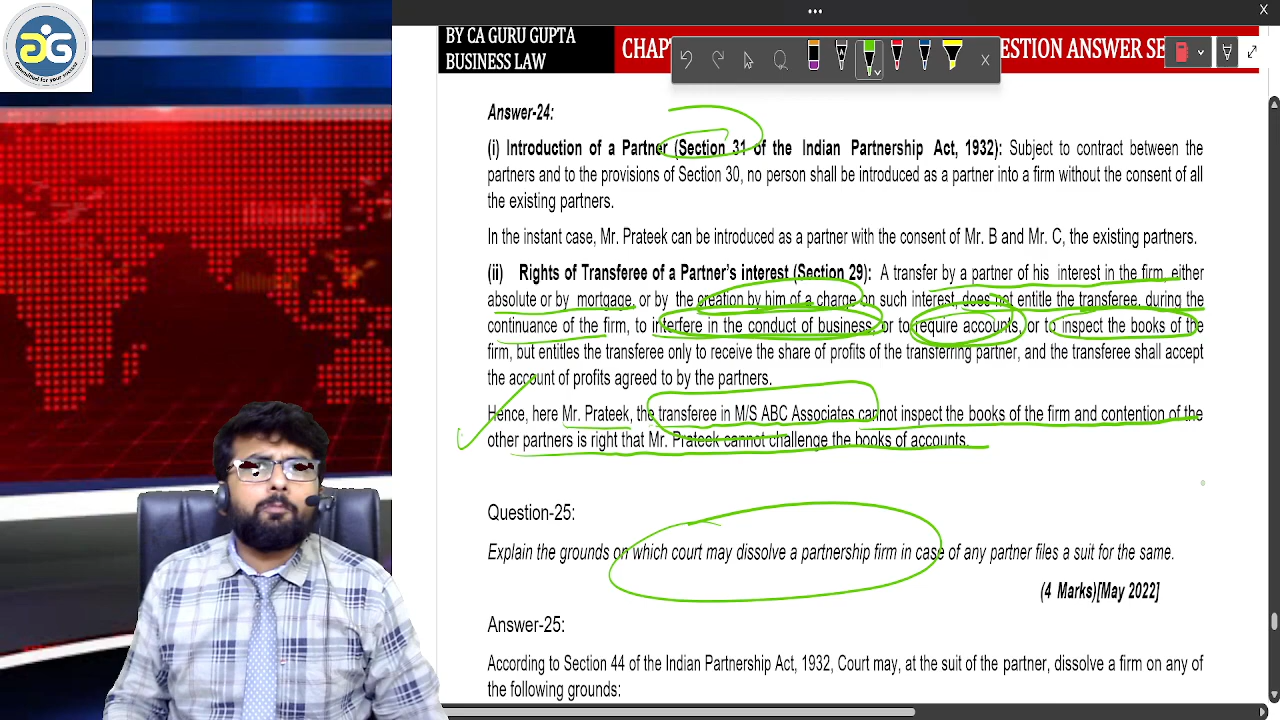 BY CA GURU GUPTA
BUSINESS LAW
ESTION ANSWER SE
Answer-24:
(i) Introduction of a Partner (Section 31 of the Indian Partnership Act, 1932): Subject to contract between the
partners and to the provisions of Section 30, no person shall be introduced as a partner into a firm without the consent of all
the existing partners.
In the instant case, Mr. Prateek can be introduced as a partner with the consent of Mr. B and Mr. C, the existing partners.
(ii) Rights of Transferee of a Partner's interest (Section 29): A transfer by a partner of his interest in the firm, either
absolute or by mortgage, or by the creation by him of a charge on such interest, does not entitle the transferee, during the
continuance of the firm, to interfere in the conduct of business, or to require accounts, or to inspect the books of the
firm, but entitles the transferee only to receive the share of profits of the transferring partner, and the transferee shall accept
the account of profits agreed to by the partners.
Hence, here Mr. Prateek, the transferee in M/S ABC Associates cannot inspect the books of the firm and contention of the
other partners is right that Mr. Prateek cannot challenge the books of accounts.
Question-25:
Explain the grounds on which court may dissolve a partnership firm in case of any partner files a suit for the same.
(4 Marks)[May 2022]
Answer-25:
According to Section 44 of the Indian Partnership Act, 1932, Court may, at the suit of the partner, dissolve a firm on any of
the following grounds: